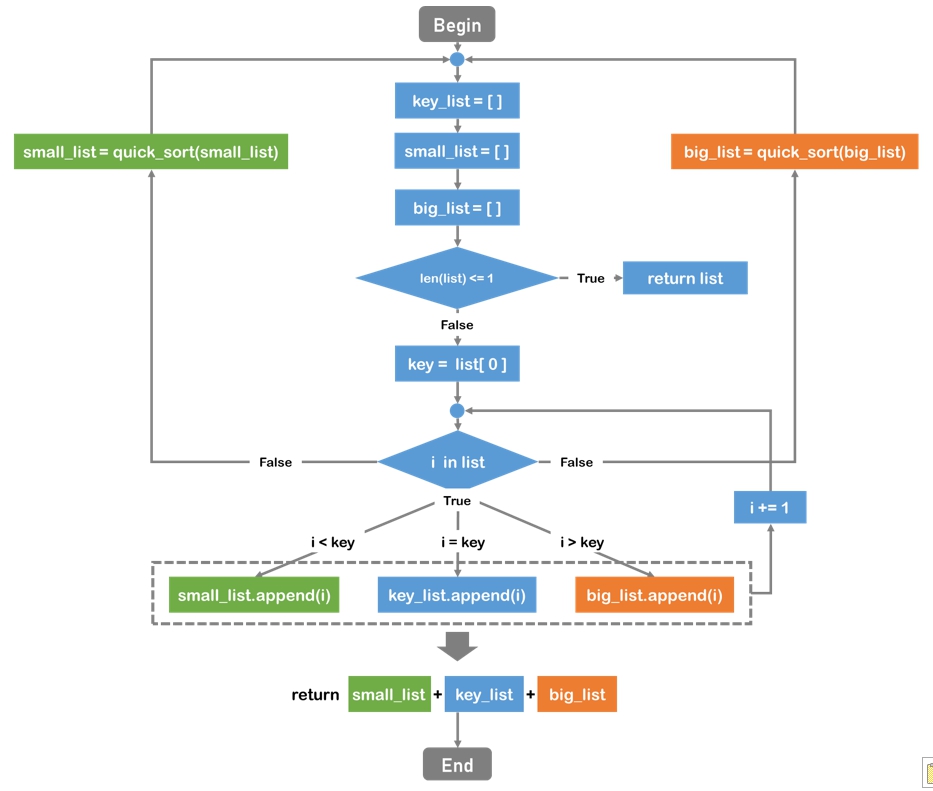 Begin
key_list = [ ]
small_list = quick_sort(small_list)
small_list = [ ]
big_list = quick_sort(big_list)
big_list = [ ]
len(list) <= 1
True
return list
False
key = list[ 0 ]
False
i in list
False
True
i += 1
i < key
i = key
i > key
small_list.append(i)
key_list.append(i)
big_list.append(i)
return small_list + key_list + big_list
End